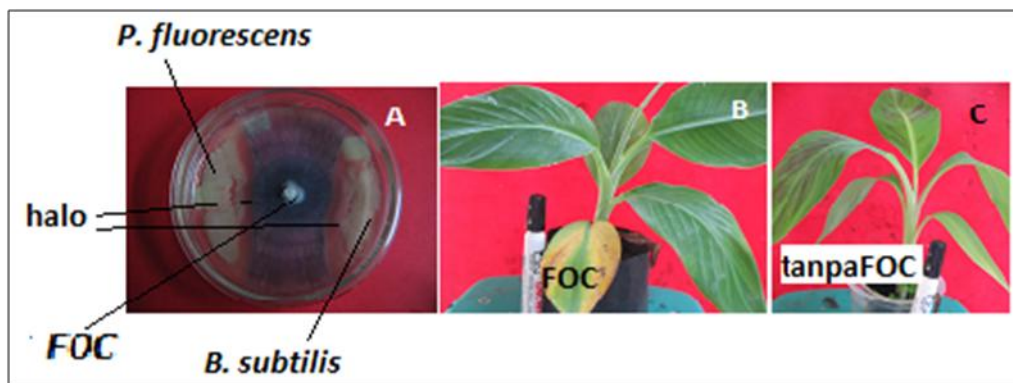 P. fluorescens
A
B
C
halo
FOC
tanpaFOC
FOC
B. subtilis